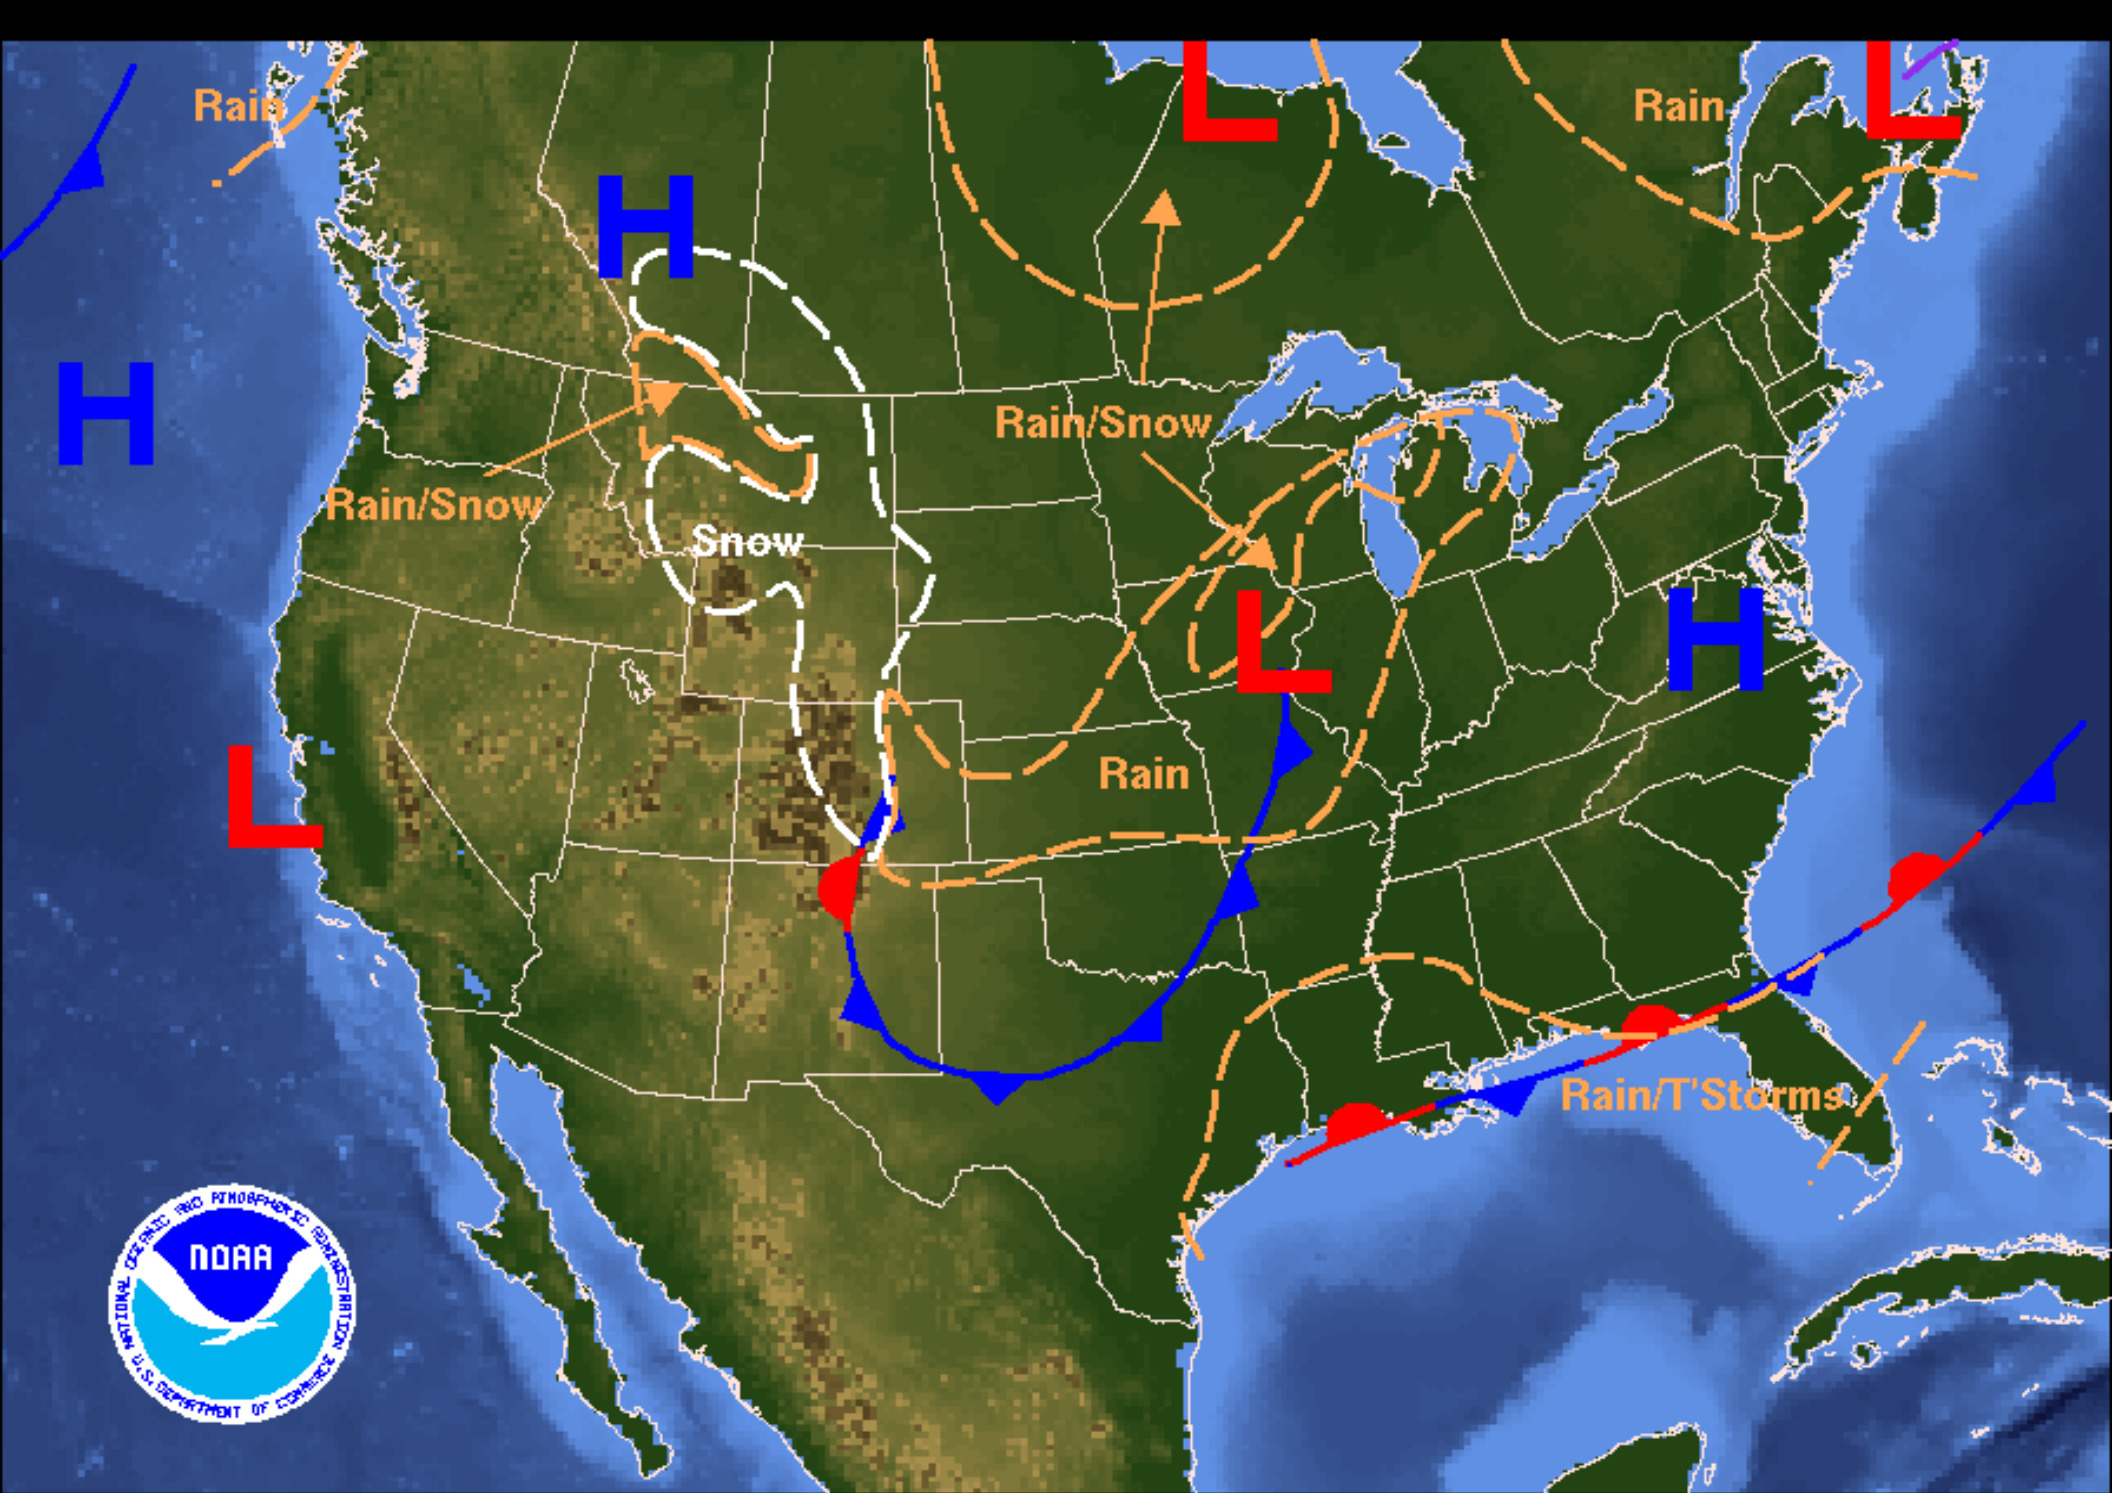 L
L
Rain
Rain
H
H
Rain/Snow
Rain/Snow
Snow
L
H
L
Rain
Rain/T'Storms
NOAA
NATIONAL OCEANIC AND ATMOSPHERIC ADMINISTRATION
U.S. DEPARTMENT OF COMMERCE